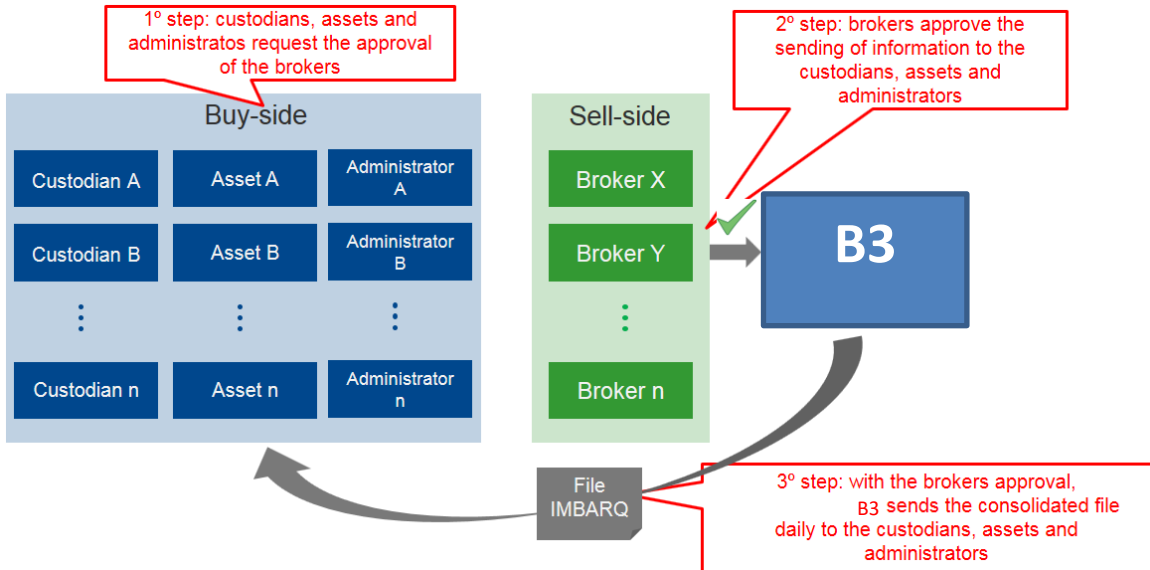 1º step: custodians, assets and
administratos request the approval
of the brokers
2º step: brokers approve the
sending of information to the
custodians, assets and
administrators
Buy-side
Custodian A
Asset A
Administrator
A
Custodian B
Asset B
Administrator
B
Custodian n
Asset n
Administrator
n
Sell-side
Broker X
Broker Y
Broker n
B3
File
IMBARQ
3º step: with the brokers approval,
B3 sends the consolidated file
daily to the custodians, assets and
administrators